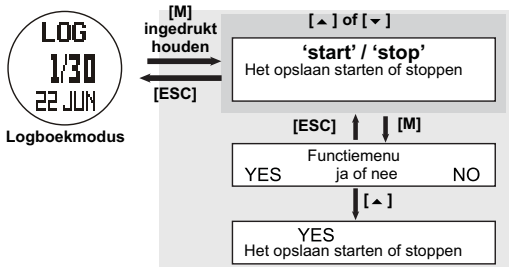 LOG
1/30
22 JUN
Logboekmodus
[M]
ingedrukt
houden
[ESC]
[ ▲ ] of [ ▼ ]
‘start’ / ‘stop’
Het opslaan starten of stoppen
[ESC]
[M]
Functiemenu
YES ja of nee NO
[ ▲ ]
YES
Het opslaan starten of stoppen